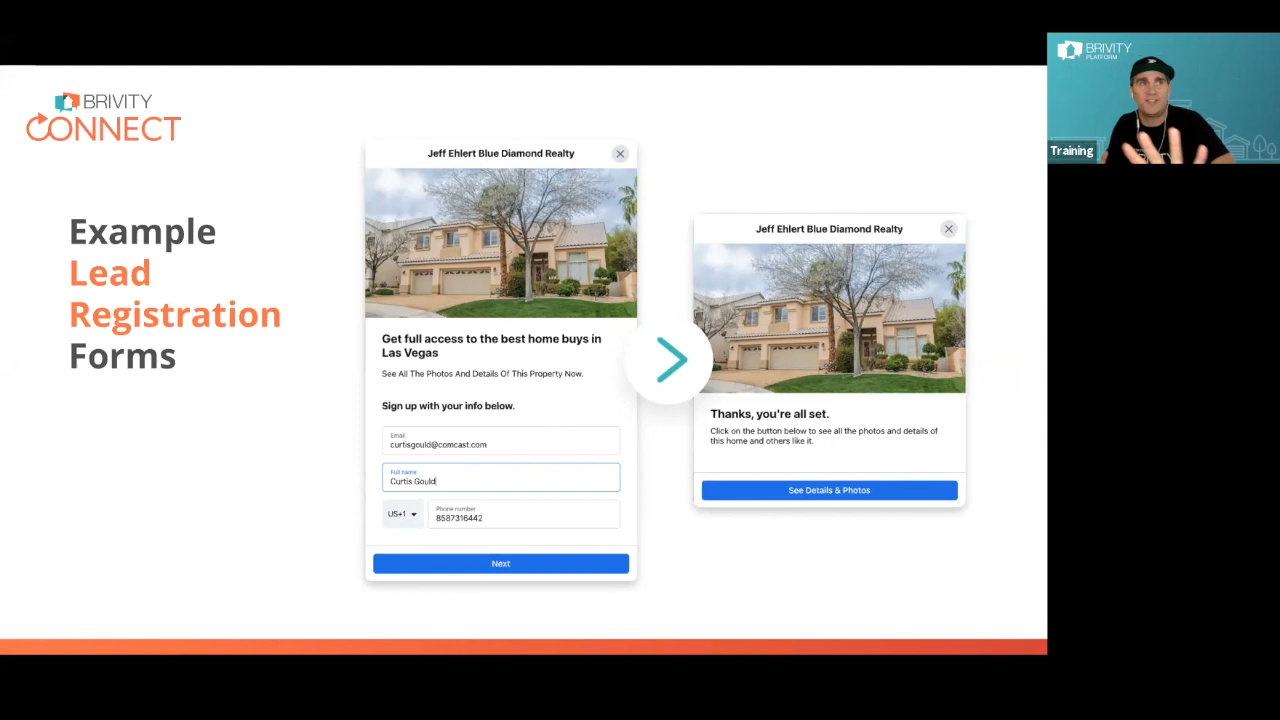 BRIVITY
CONNECT
Example
Lead
Registration
Forms
Jeff Ehlert Blue Diamond Realty
Get full access to the best home buys in
Las Vegas
See All The Photos And Details Of This Property Now.
Sign up with your info below.
Email
curtisgould@comcast.com
Full name
Curtis Gould
US+1
Phone number
8587316442
Next
Jeff Ehlert Blue Diamond Realty
Thanks, you're all set.
Click on the button below to see all the photos and details of
this home and others like it.
See Details & Photos
BRIVITY
PLATFORM
Training